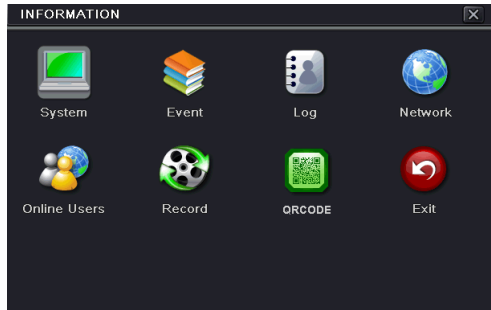 INFORMATION
System Event Log Network
Online Users Record QRCODE Exit